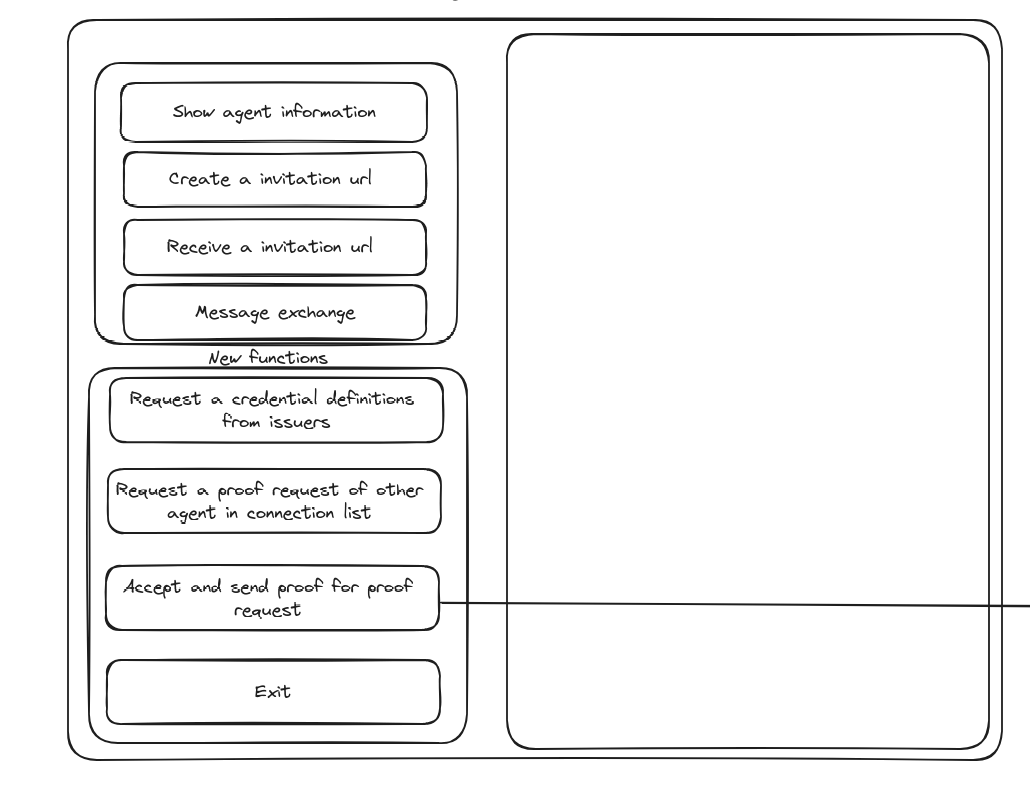 Show agent information
Create a invitation url
Receive a invitation url
Message exchange
New functions
Request a credential definitions
from issuers
Request a proof request of other
agent in connection list
Accept and send proof for proof
request
Exit